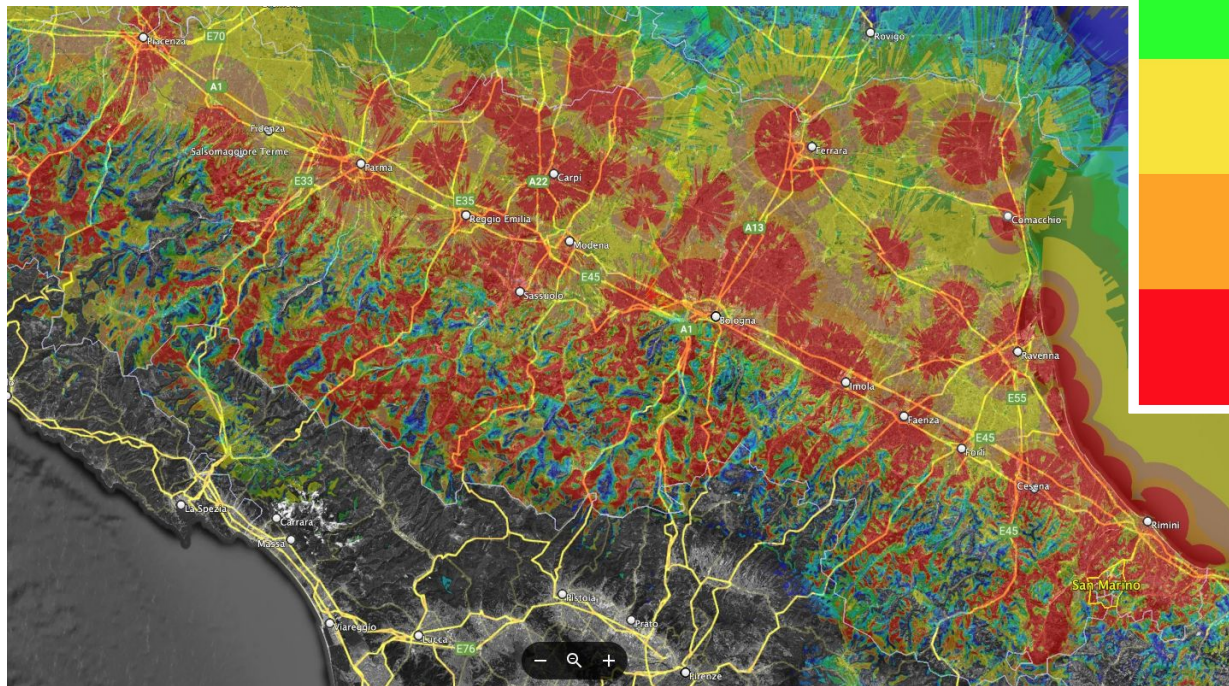 Piacenza
E70
Rovigo
A1
Fidenza
Salsomaggiore Terme
Parma
Ferrara
E33
A22
Carpi
E35
Reggio Emilia
Comacchio
A13
Modena
E45
Sassuolo
Bologna
A1
Ravenna
Imola
E55
Faenza
E45
Forlì
Cesena
La Spezia
Carrara
Rimini
E45
Massa
San Marino
Pistoia
Viareggio
Prato
Lucca
E76
Firenze